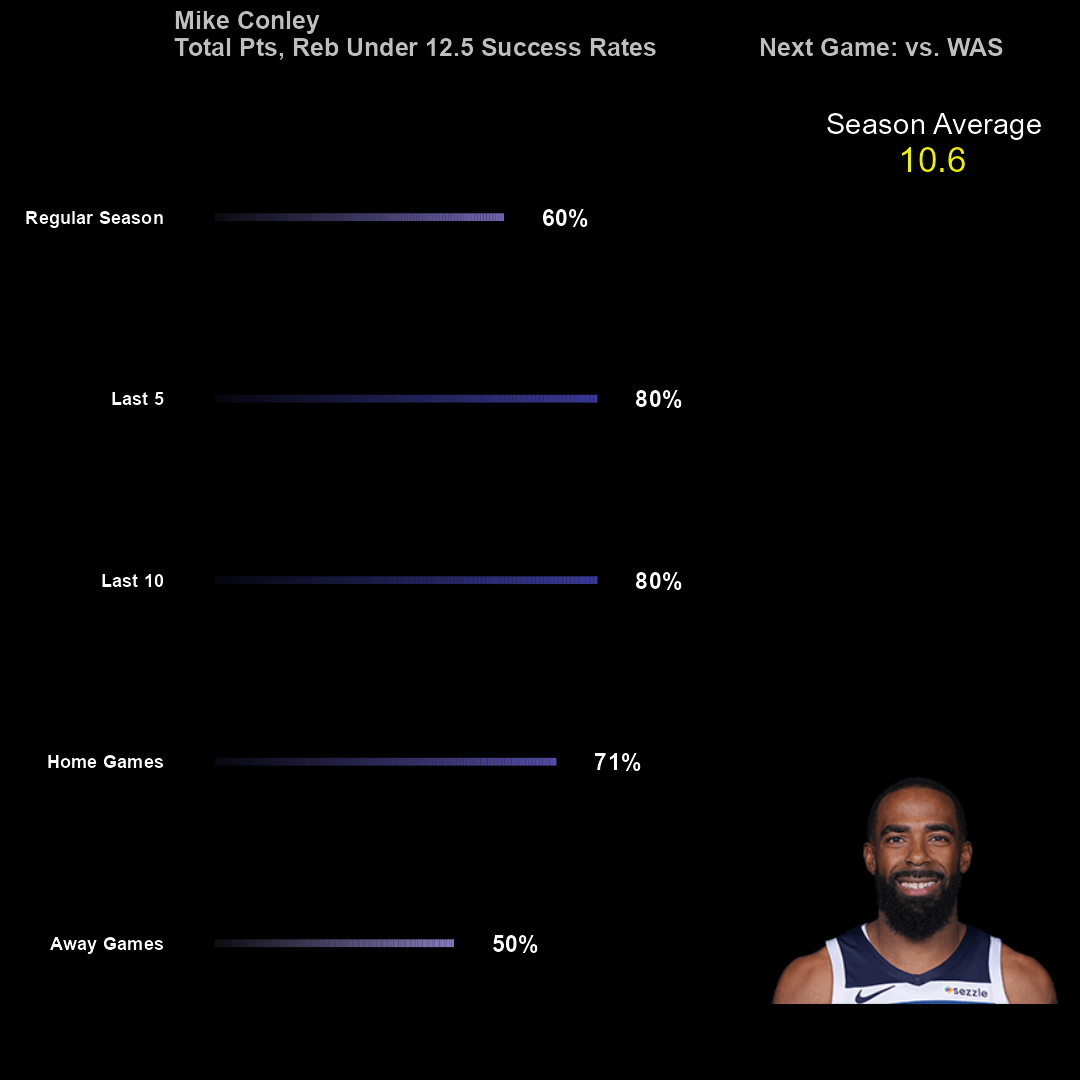 Mike Conley
Total Pts, Reb Under 12.5 Success Rates
Next Game: vs. WAS
Season Average
10.6
Regular Season 60%
Last 5 80%
Last 10 80%
Home Games 71%
Away Games 50%
sezzle